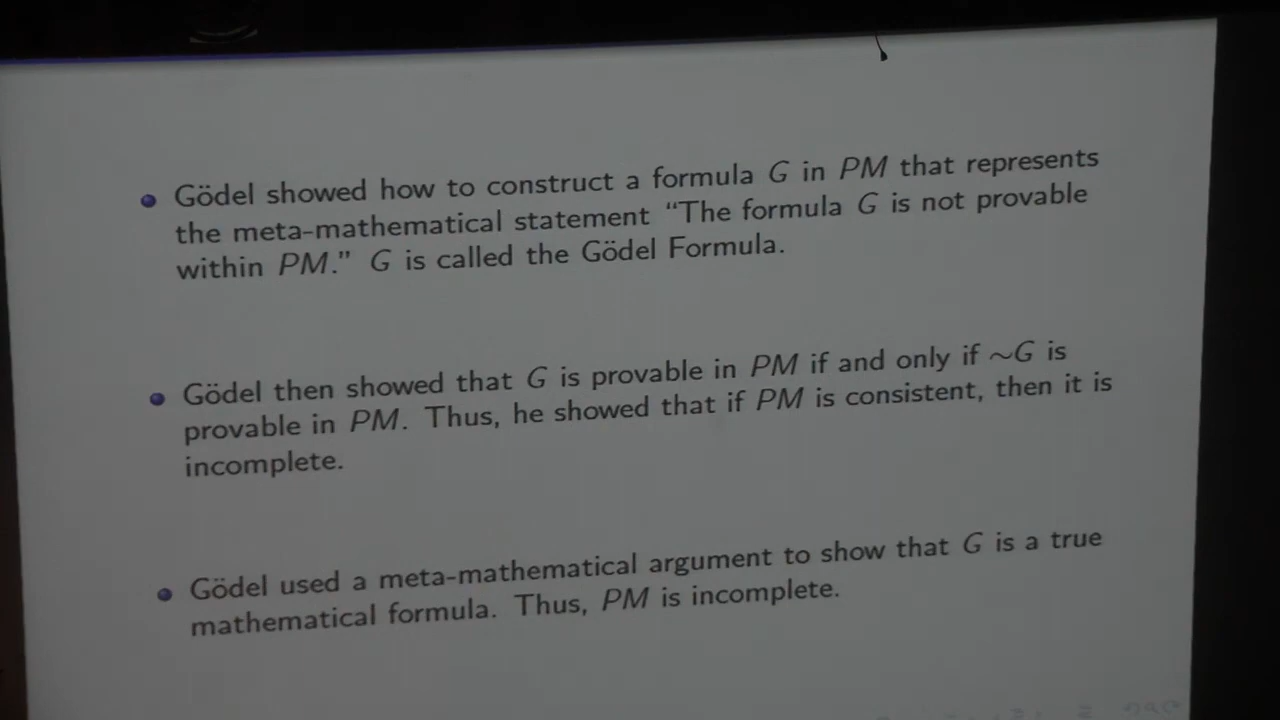 Gödel showed how to construct a formula G in PM that represents
the meta-mathematical statement “The formula G is not provable
within PM.” G is called the Gödel Formula.
Gödel then showed that G is provable in PM if and only if ~G is
provable in PM. Thus, he showed that if PM is consistent, then it is
incomplete.
Gödel used a meta-mathematical argument to show that G is a true
mathematical formula. Thus, PM is incomplete.